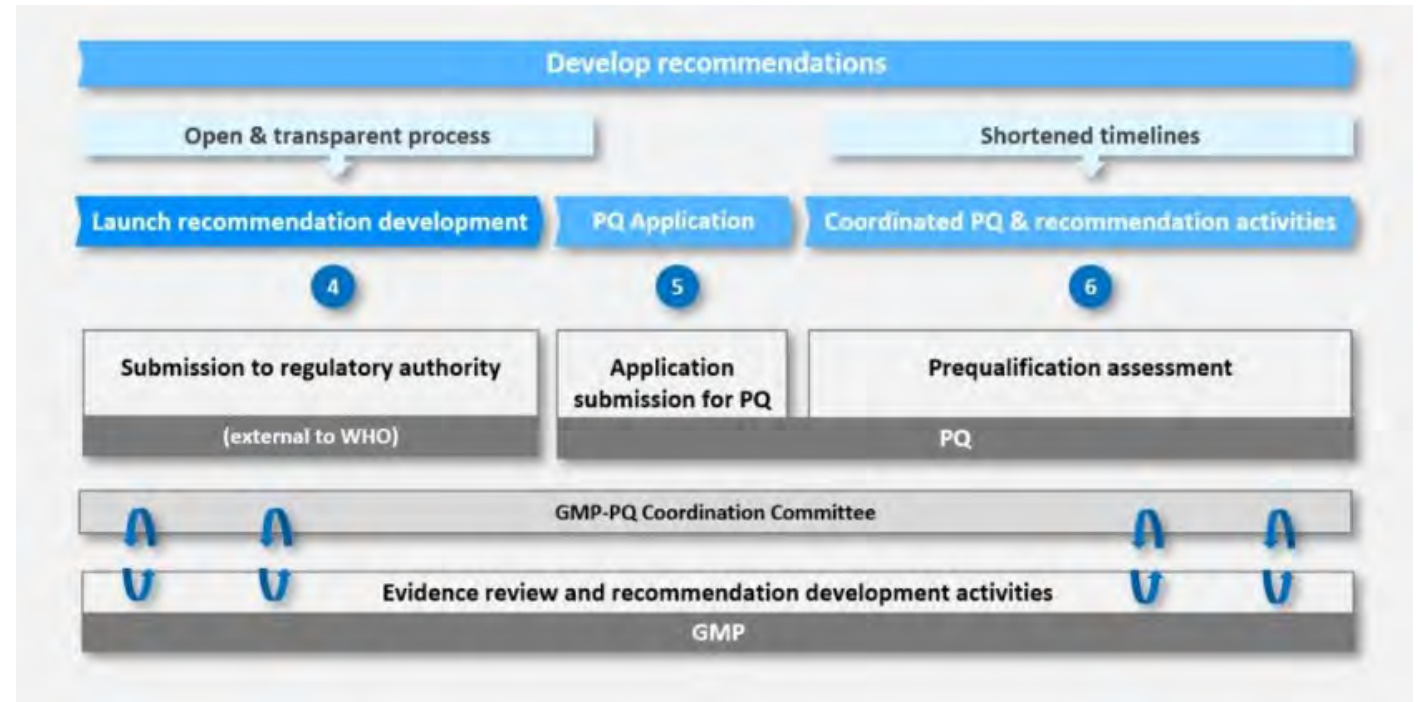 Develop recommendations
Open & transparent process
Shortened timelines
Launch recommendation development
PQ Application
Coordinated PQ & recommendation activities
4
5
6
Submission to regulatory authority
Application
submission for PQ
Prequalification assessment
(external to WHO)
PQ
GMP-PQ Coordination Committee
Evidence review and recommendation development activities
GMP